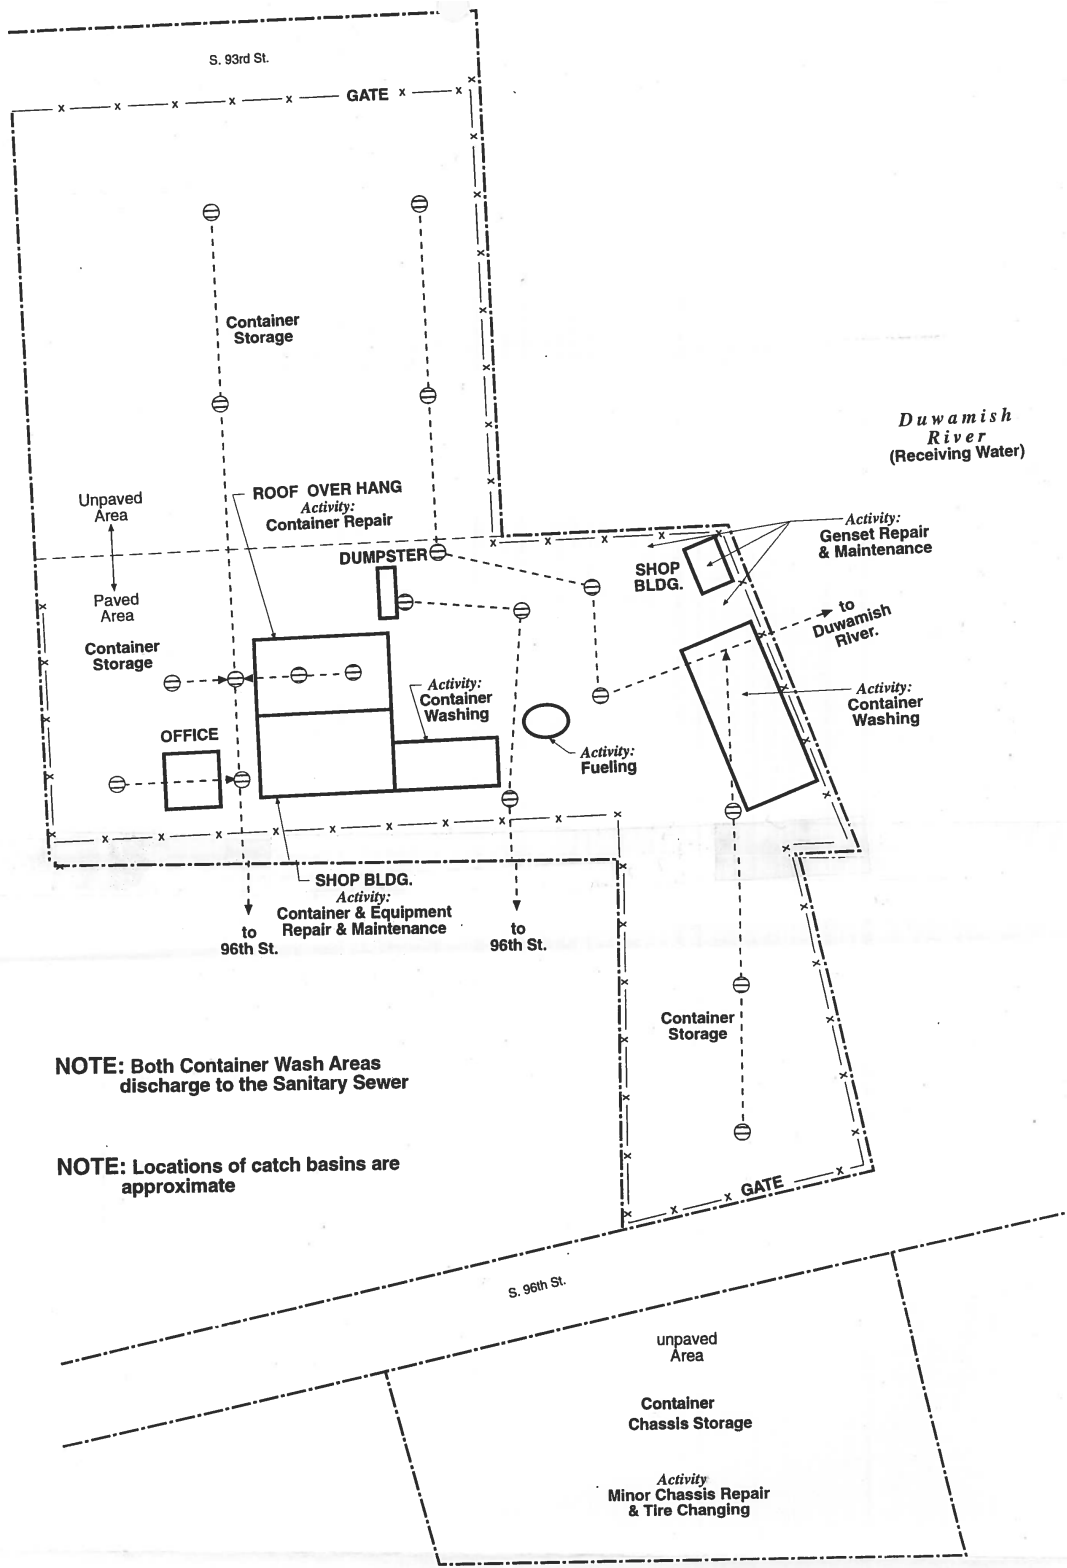 S. 93rd St.
GATE
Container
Storage
Duwamish
River
(Receiving Water)
Unpaved
Area
ROOF OVER HANG
Activity:
Container Repair
Activity:
Genset Repair
& Maintenance
DUMPSTER
SHOP
BLDG.
Paved
Area
to
Duwamish
River.
Container
Storage
Activity:
Container
Washing
Activity:
Container
Washing
OFFICE
Activity:
Fueling
SHOP BLDG.
Activity:
Container & Equipment
Repair & Maintenance
to
96th St.
to
96th St.
Container
Storage
NOTE: Both Container Wash Areas
discharge to the Sanitary Sewer
NOTE: Locations of catch basins are
approximate
GATE
S. 96th St.
unpaved
Area
Container
Chassis Storage
Activity
Minor Chassis Repair
& Tire Changing